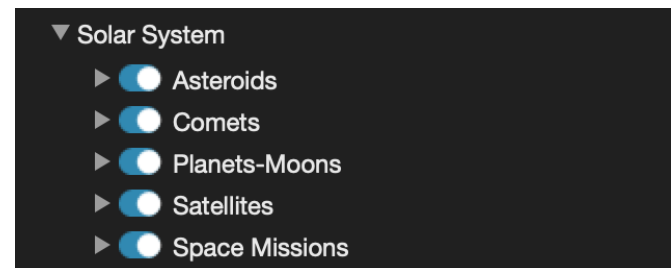 Solar System
Asteroids
Comets
Planets-Moons
Satellites
Space Missions